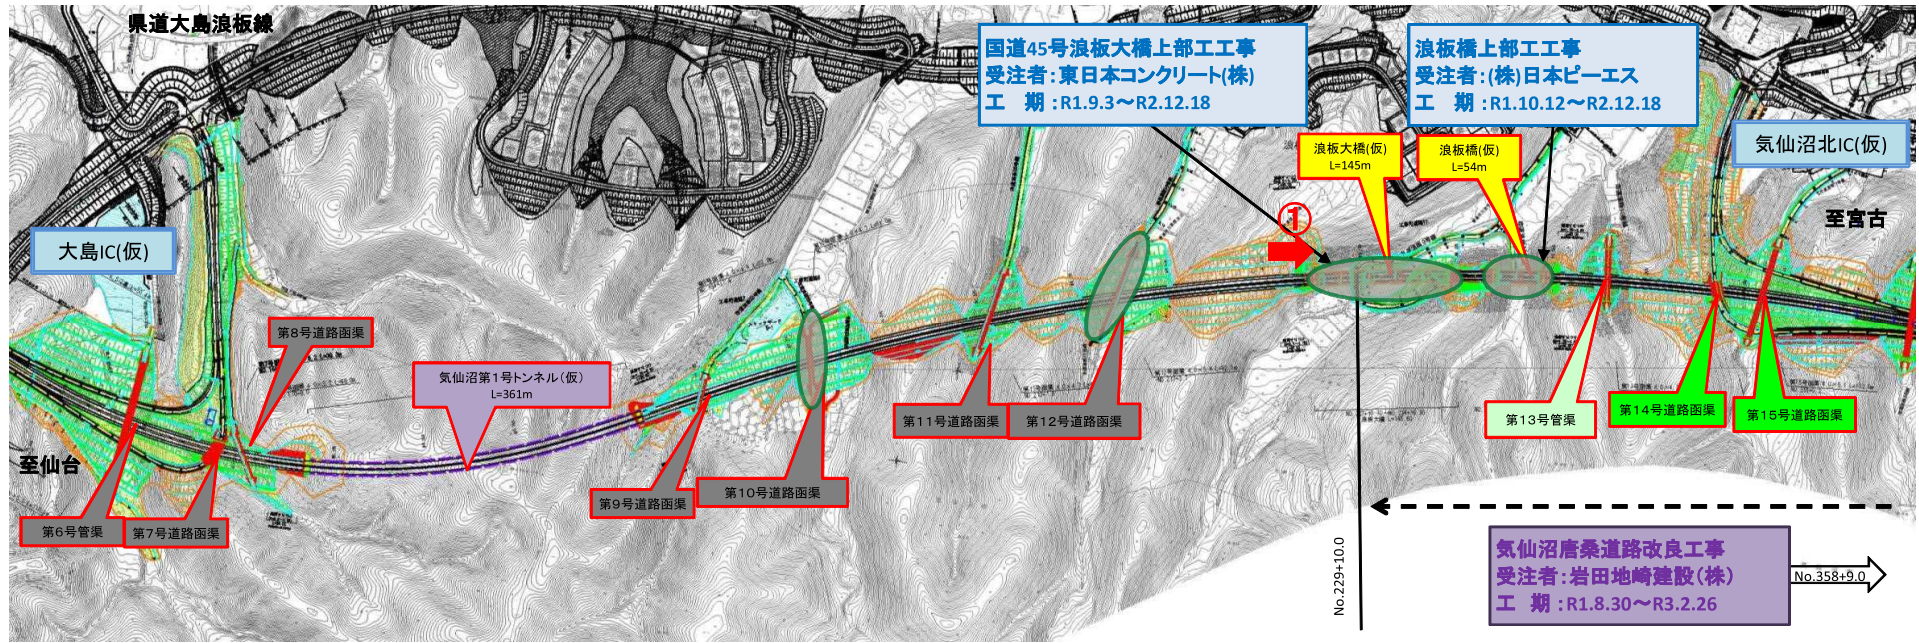 県道大島浪板線
国道45号浪板大橋上部工工事
受注者:東日本コンクリート(株)
工　期:R1.9.3～R2.12.18
浪板橋上部工工事
受注者:(株)日本ピーエス
工　期:R1.10.12～R2.12.18
浪板大橋(仮)
L=145m
浪板橋(仮)
L=54m
気仙沼北IC(仮)
至宮古
①
大島IC(仮)
第8号道路函渠
気仙沼第1号トンネル(仮)
L=361m
至仙台
第6号管渠
第7号道路函渠
第9号道路函渠
第10号道路函渠
第11号道路函渠
第12号道路函渠
第13号管渠
第14号道路函渠
第15号道路函渠
No.229+10.0
気仙沼唐桑道路改良工事
受注者:岩田地崎建設(株)
工　期:R1.8.30～R3.2.26
No.358+9.0